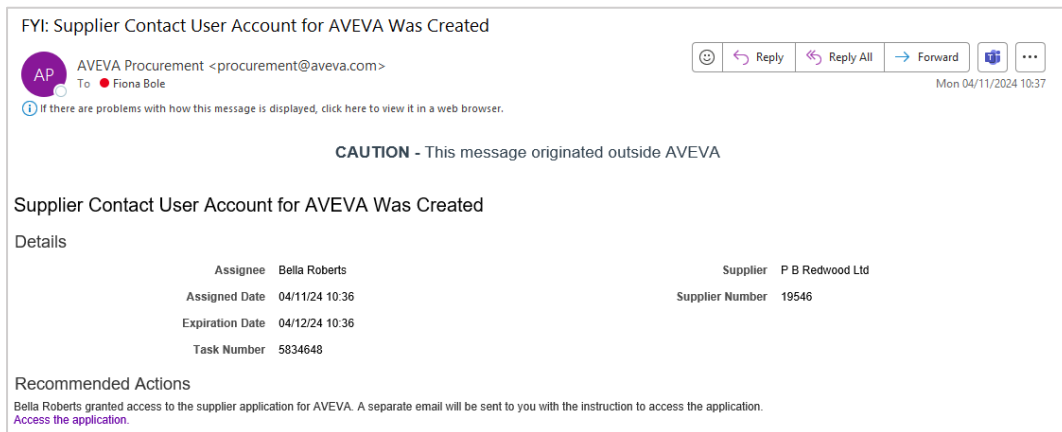 FYI: Supplier Contact User Account for AVEVA Was Created
AP
AVEVA Procurement <procurement@aveva.com>
To Fiona Bole
Reply
Reply All
Forward
Mon 04/11/2024 10:37
If there are problems with how this message is displayed, click here to view it in a web browser.
CAUTION - This message originated outside AVEVA
Supplier Contact User Account for AVEVA Was Created
Details
Assignee Bella Roberts
Supplier P B Redwood Ltd
Assigned Date 04/11/24 10:36
Supplier Number 19546
Expiration Date 04/12/24 10:36
Task Number 5834648
Recommended Actions
Bella Roberts granted access to the supplier application for AVEVA. A separate email will be sent to you with the instruction to access the application.
Access the application.